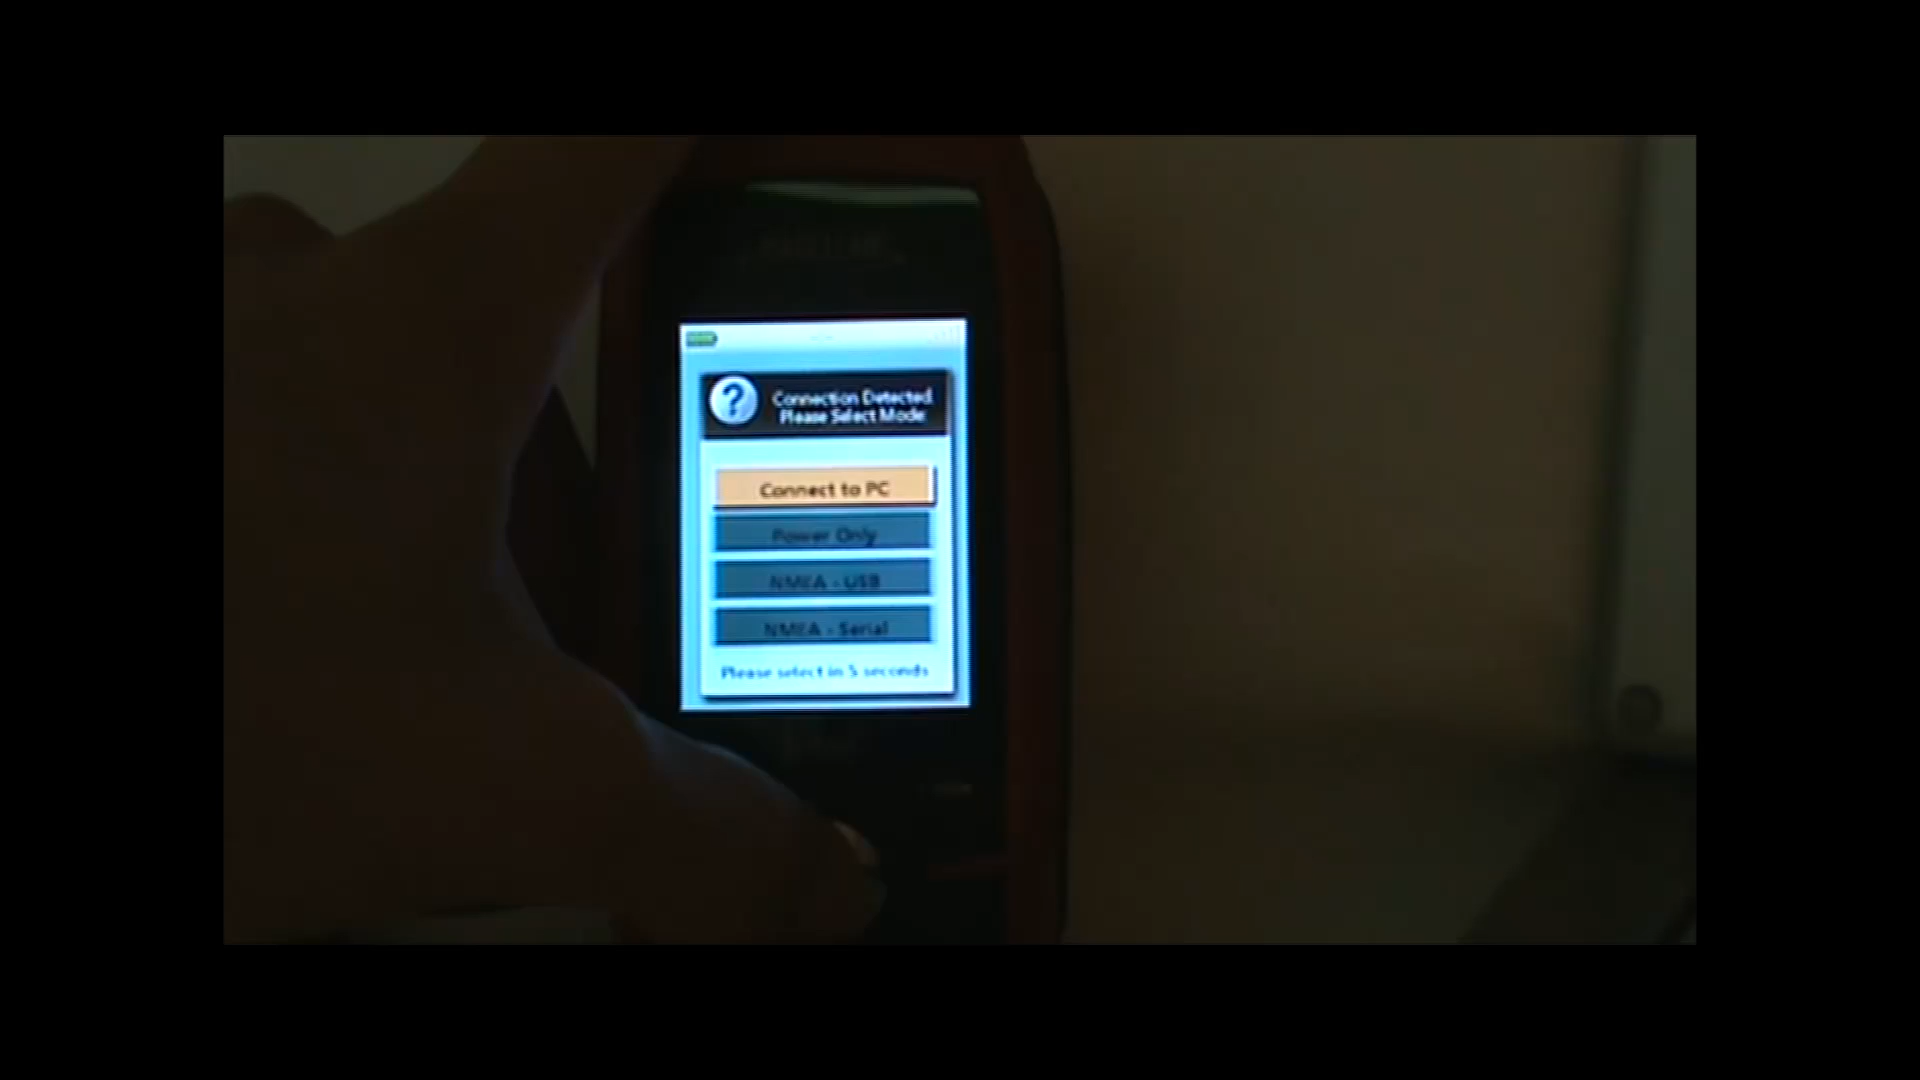 Connection Detected.
Please Select Mode
Connect to PC
Power Only
NMEA - USB
NMEA - Serial
Please select in 5 seconds